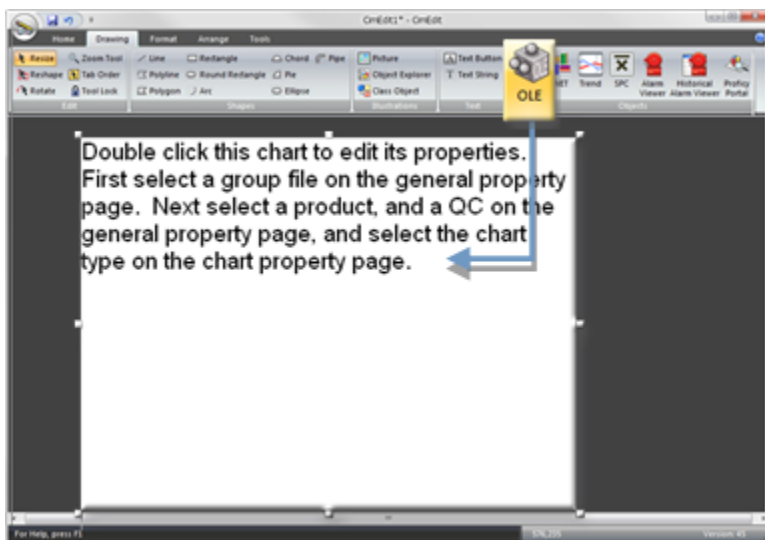 CimEdit1* - CimEdit
Home Drawing Format Arrange Tools
Resize Zoom Tool Line Rectangle Chord Pipe Picture Text Button
Reshape Tab Order Polyline Round Rectangle Pie Object Explorer Text String
Rotate Tool Lock Polygon Arc Ellipse Class Object
OLE
Trend SPC Alarm Viewer Historical Alarm Viewer Proficy Portal
Edit Shapes Illustrations Text Objects
Double click this chart to edit its properties.
First select a group file on the general property
page. Next select a product, and a QC on the
general property page, and select the chart
type on the chart property page.
For Help, press F1
Version: 45